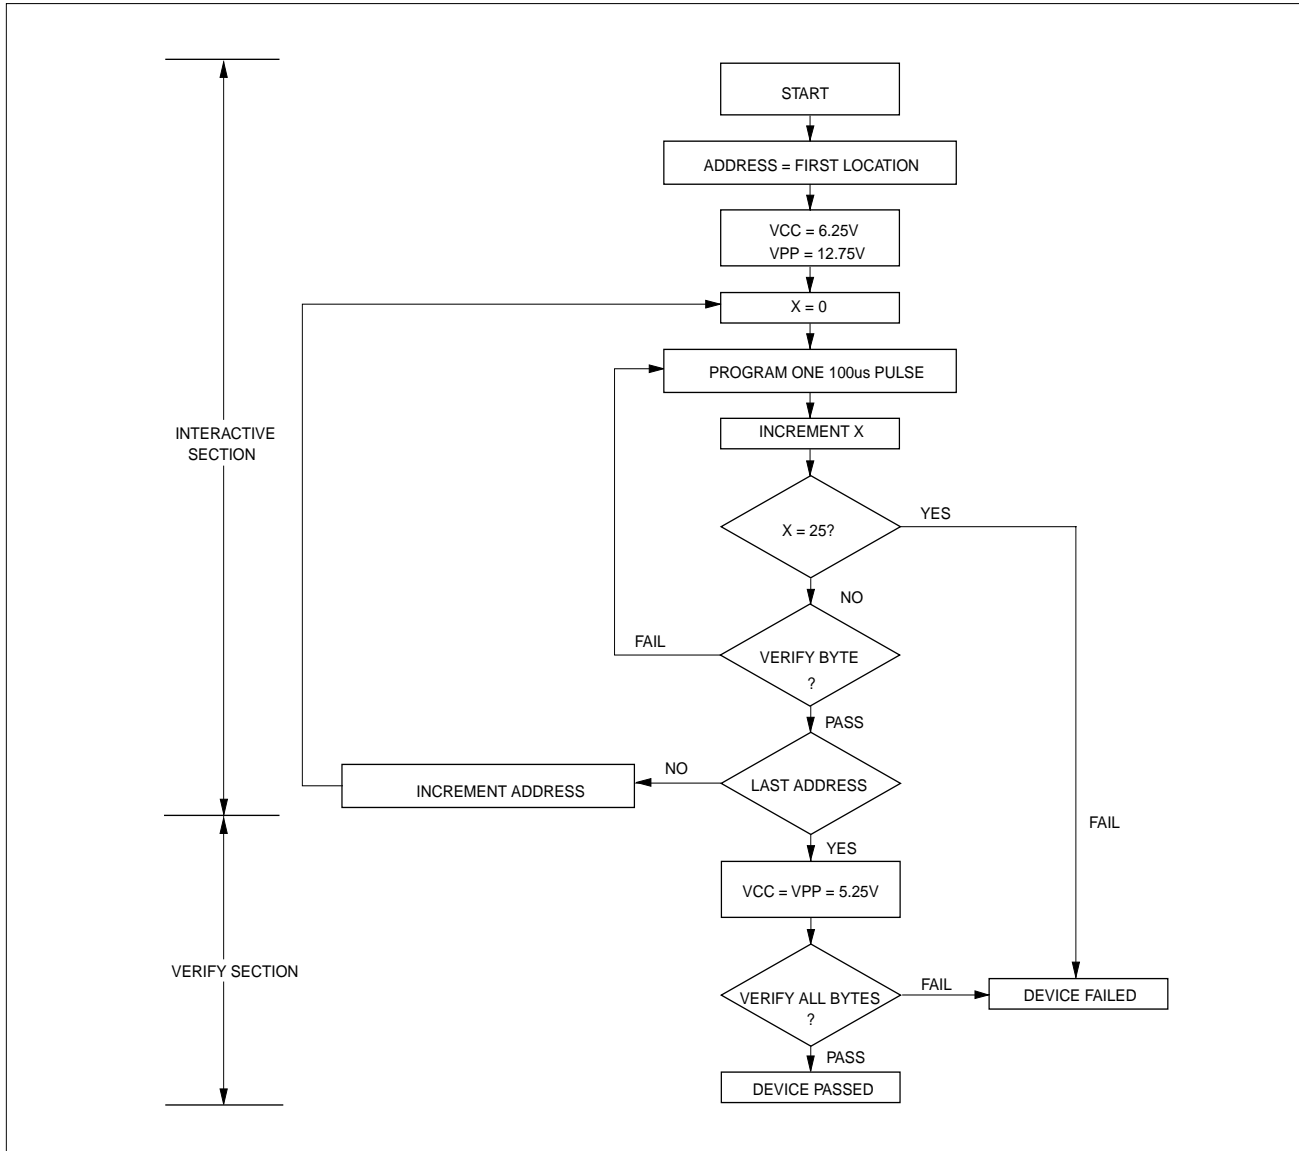 START
ADDRESS = FIRST LOCATION
VCC = 6.25V
VPP = 12.75V
X = 0
PROGRAM ONE 100us PULSE
INTERACTIVE
SECTION
INCREMENT X
X = 25?
YES
NO
FAIL
VERIFY BYTE
?
PASS
NO
INCREMENT ADDRESS
LAST ADDRESS
FAIL
YES
VCC = VPP = 5.25V
VERIFY SECTION
VERIFY ALL BYTES
?
FAIL
DEVICE FAILED
PASS
DEVICE PASSED